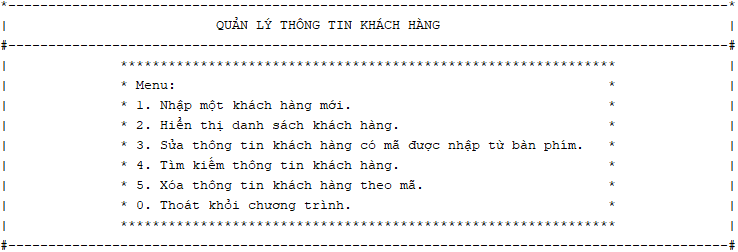 QUẢN LÝ THÔNG TIN KHÁCH HÀNG
* Menu: *
* 1. Nhập một khách hàng mới. *
* 2. Hiển thị danh sách khách hàng. *
* 3. Sửa thông tin khách hàng có mã được nhập từ bàn phím. *
* 4. Tìm kiếm thông tin khách hàng. *
* 5. Xóa thông tin khách hàng theo mã. *
* 0. Thoát khỏi chương trình. *